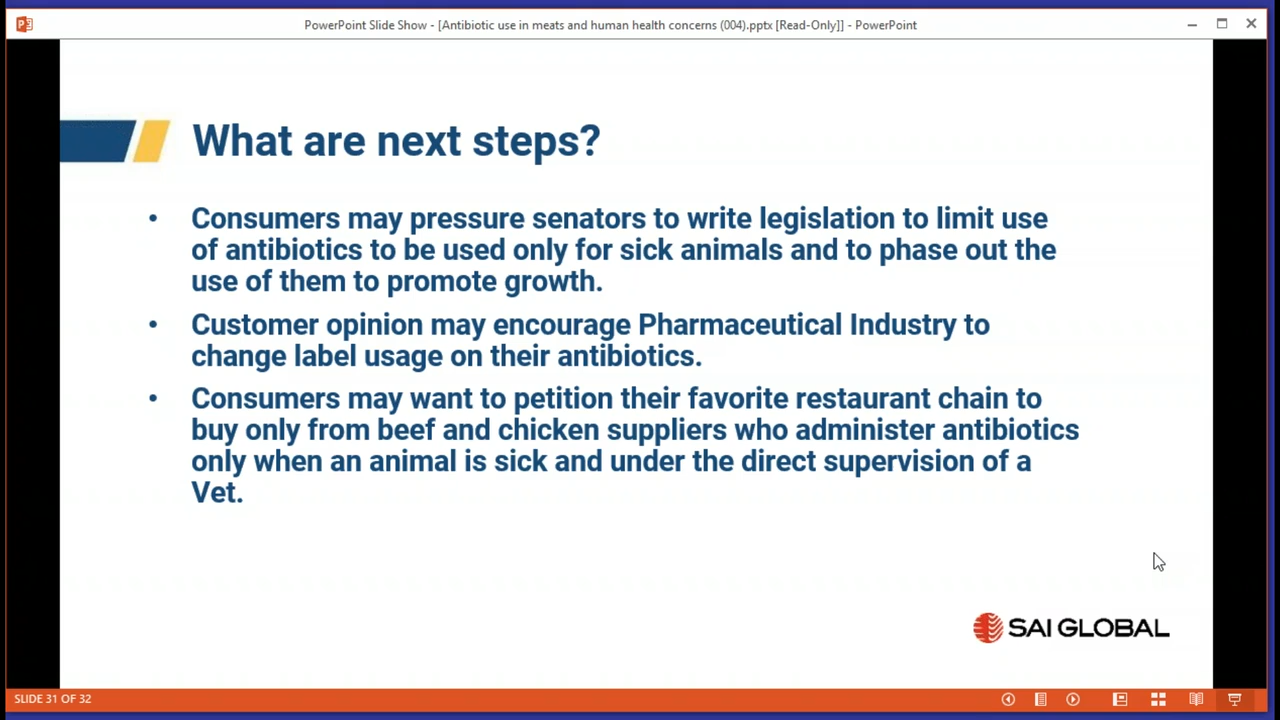 PowerPoint Slide Show - [Antibiotic use in meats and human health concerns (004).pptx [Read-Only]] - PowerPoint
What are next steps?
• Consumers may pressure senators to write legislation to limit use
of antibiotics to be used only for sick animals and to phase out the
use of them to promote growth.
• Customer opinion may encourage Pharmaceutical Industry to
change label usage on their antibiotics.
• Consumers may want to petition their favorite restaurant chain to
buy only from beef and chicken suppliers who administer antibiotics
only when an animal is sick and under the direct supervision of a
Vet.
SAI GLOBAL
SLIDE 31 OF 32